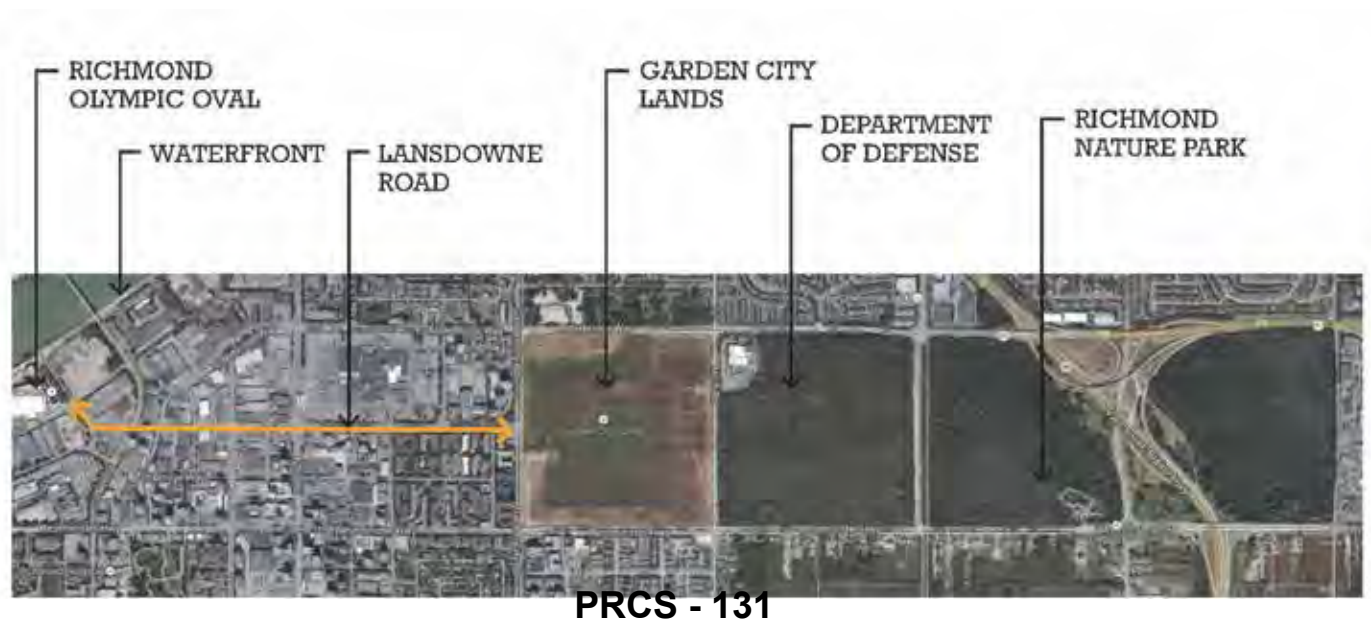 RICHMOND
OLYMPIC OVAL
WATERFRONT
LANSDOWNE
ROAD
GARDEN CITY
LANDS
DEPARTMENT
OF DEFENSE
RICHMOND
NATURE PARK
PRCS - 131